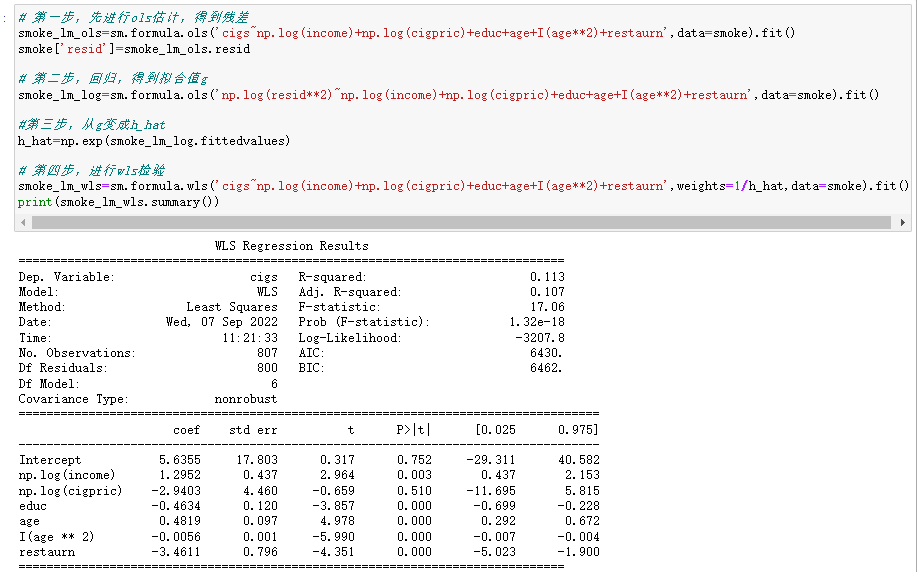 :
# 第一步，先进行ols估计，得到残差
smoke_lm_ols=sm.formula.ols('cigs~np.log(income)+np.log(cigpric)+educ+age+I(age**2)+restaurn',data=smoke).fit()
smoke['resid']=smoke_lm_ols.resid
# 第二步，回归，得到拟合值g
smoke_lm_log=sm.formula.ols('np.log(resid**2)~np.log(income)+np.log(cigpric)+educ+age+I(age**2)+restaurn',data=smoke).fit()
#第三步，从g变成h_hat
h_hat=np.exp(smoke_lm_log.fittedvalues)
# 第四步，进行wls检验
smoke_lm_wls=sm.formula.wls('cigs~np.log(income)+np.log(cigpric)+educ+age+I(age**2)+restaurn',weights=1/h_hat,data=smoke).fit()
print(smoke_lm_wls.summary())
WLS Regression Results
==============================================================================
Dep. Variable: cigs R-squared: 0.113
Model: WLS Adj. R-squared: 0.107
Method: Least Squares F-statistic: 17.06
Date: Wed, 07 Sep 2022 Prob (F-statistic): 1.32e-18
Time: 11:21:33 Log-Likelihood: -3207.8
No. Observations: 807 AIC: 6430.
Df Residuals: 800 BIC: 6462.
Df Model: 6
Covariance Type: nonrobust
===================================================================================
coef std err t P>|t| [0.025 0.975]
-----------------------------------------------------------------------------------
Intercept 5.6355 17.803 0.317 0.752 -29.311 40.582
np.log(income) 1.2952 0.437 2.964 0.003 0.437 2.153
np.log(cigpric) -2.9403 4.460 -0.659 0.510 -11.695 5.815
educ -0.4634 0.120 -3.857 0.000 -0.699 -0.228
age 0.4819 0.097 4.978 0.000 0.292 0.672
I(age ** 2) -0.0056 0.001 -5.990 0.000 -0.007 -0.004
restaurn -3.4611 0.796 -4.351 0.000 -5.023 -1.900
==============================================================================